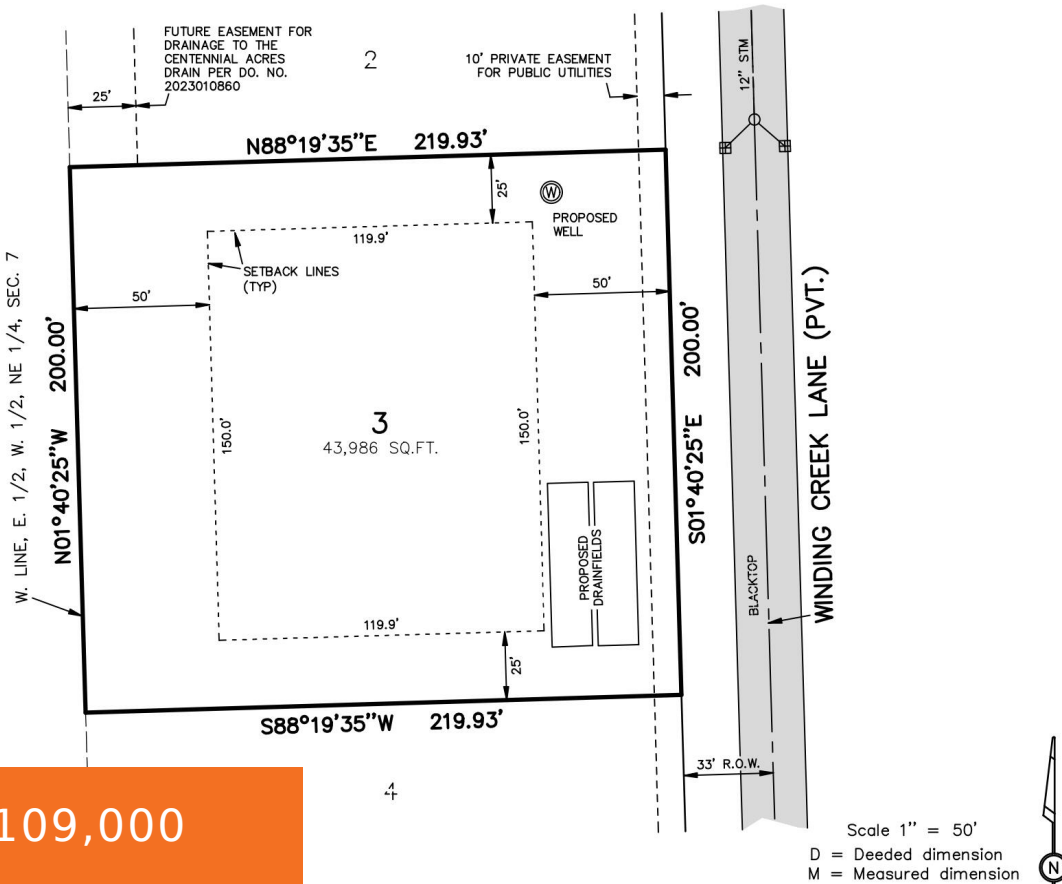 FUTURE EASEMENT FOR
DRAINAGE TO THE
CENTENNIAL ACRES
DRAIN PER DO. NO.
2023010860
25'
2
10' PRIVATE EASEMENT
FOR PUBLIC UTILITIES
12" STM
N88°19'35"E 219.93'
25'
W
PROPOSED
WELL
119.9'
SETBACK LINES
(TYP)
50'
50'
W. LINE, E. 1/2, W. 1/2, NE 1/4, SEC. 7
N01°40'25"W 200.00'
150.0'
3
43,986 SQ.FT.
150.0'
S01°40'25"E 200.00'
WINDING CREEK LANE (PVT.)
BLACKTOP
PROPOSED
DRAINFIELDS
119.9'
25'
S88°19'35"W 219.93'
33' R.O.W.
4
109,000
Scale 1" = 50'
D = Deeded dimension
M = Measured dimension
N